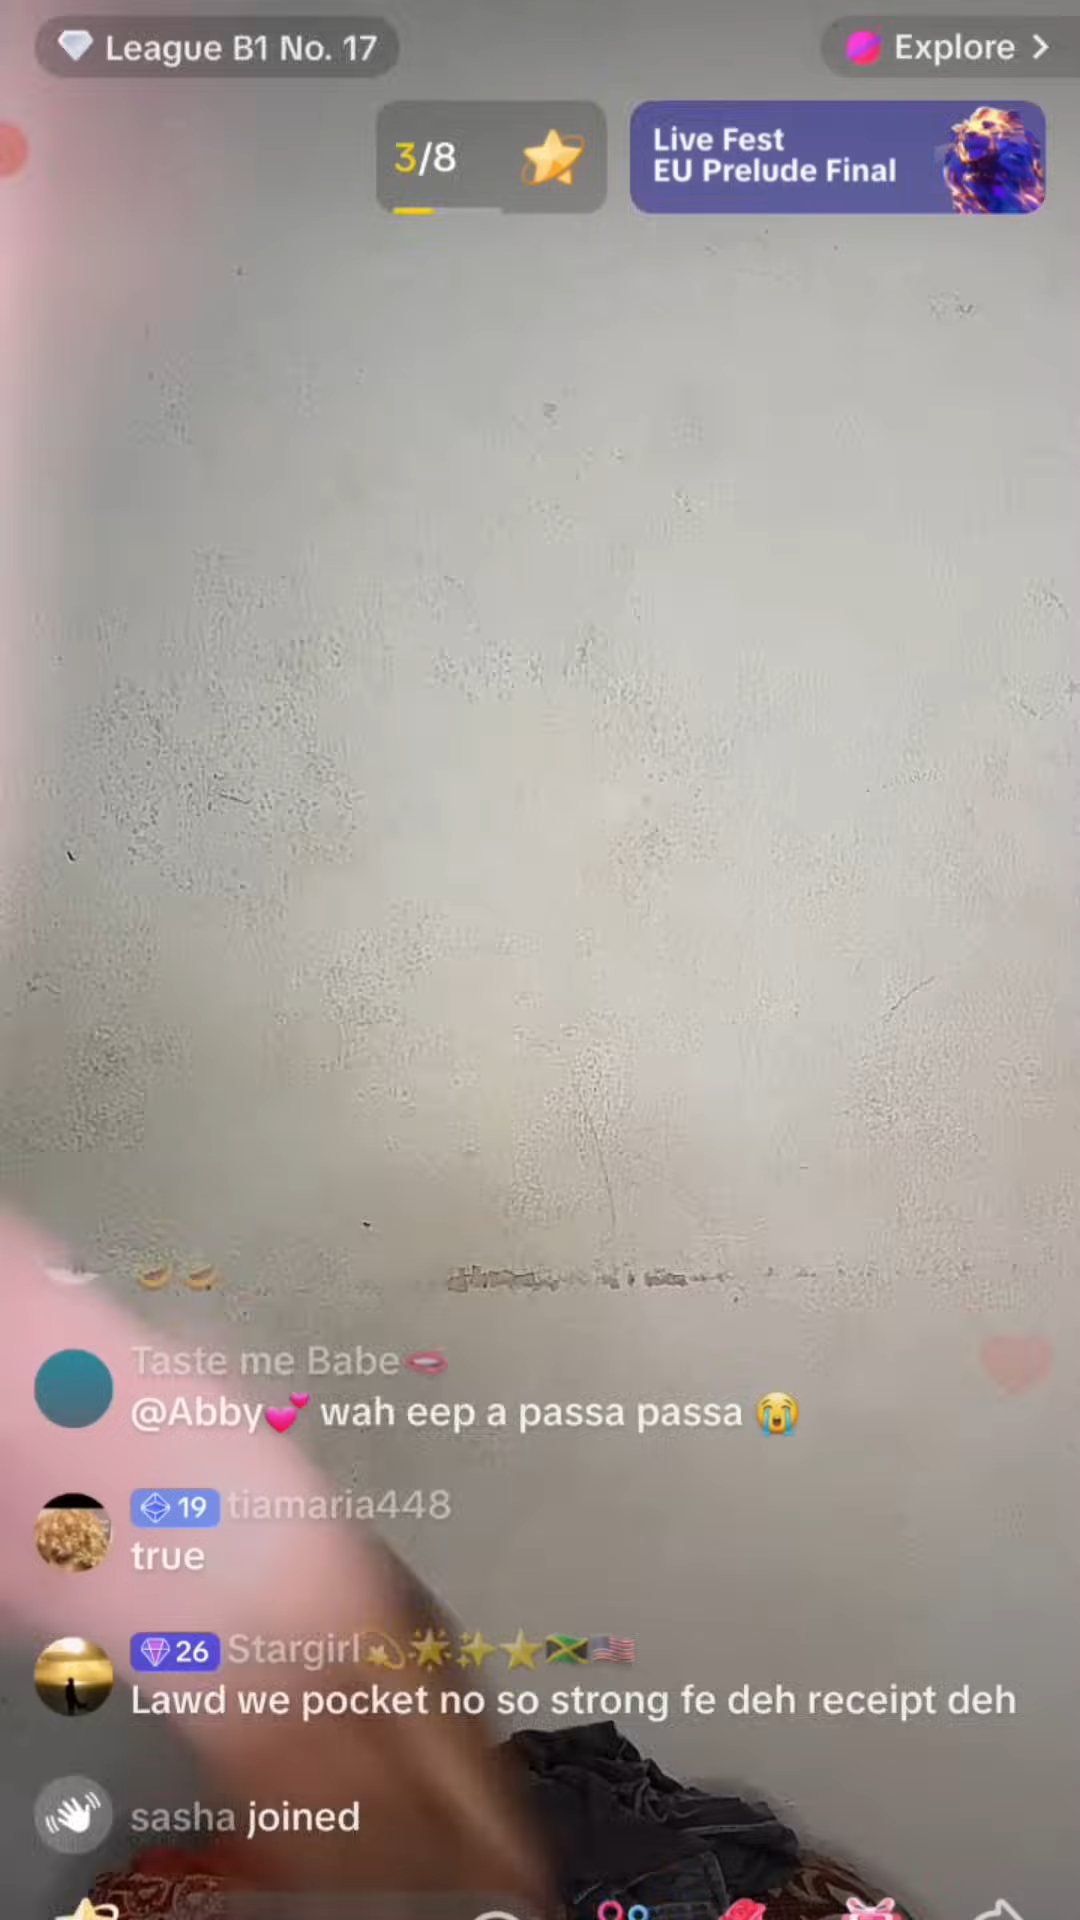 League B1 No. 17
Explore >
3/8
Live Fest
EU Prelude Final
Taste me Babe🫦
@Abby💕 wah eep a passa passa 😭
19 tiamaria448
true
26 Stargirl💫🌟✨⭐🇯🇲🇺🇸
Lawd we pocket no so strong fe deh receipt deh
sasha joined